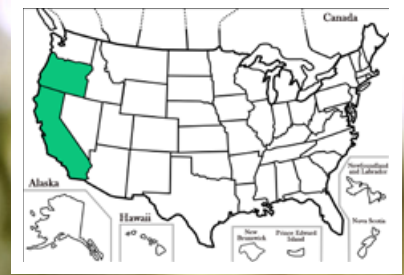 Canada
Alaska
Hawaii
New
Brunswick
Prince Edward
Island
Newfoundland
and Labrador
Nova Scotia